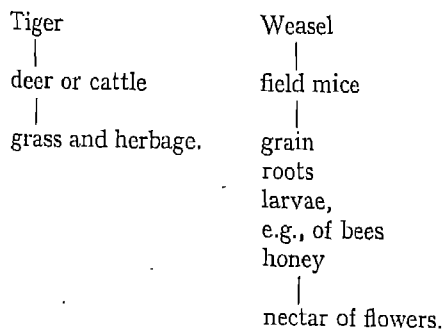 Tiger
deer or cattle
grass and herbage.
Weasel
field mice
grain
roots
larvae,
e.g., of bees
honey
nectar of flowers.